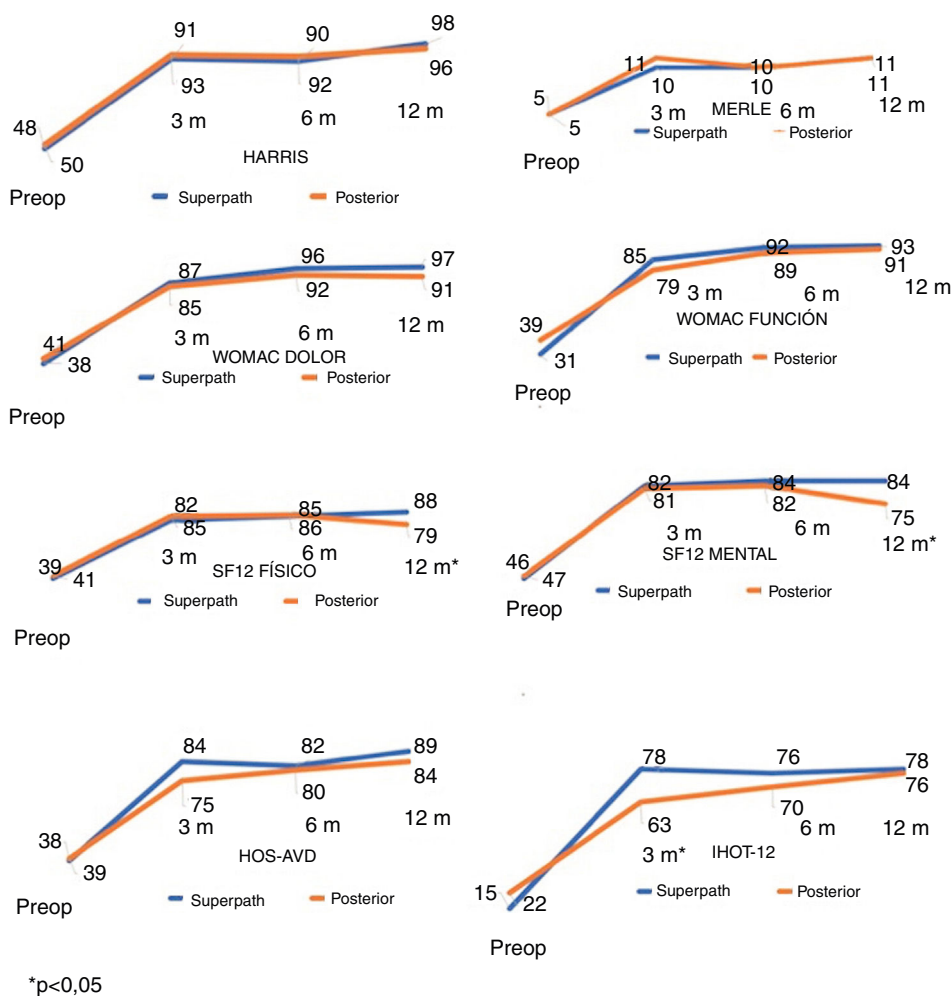 91
90
98
93
92
96
48
50
3 m
6 m
12 m
HARRIS
Preop
Superpath
Posterior
5
5
11
10
10
10
11
11
3 m
MERLE
6 m
12 m
Superpath
Posterior
Preop
87
96
97
85
92
91
41
38
3 m
6 m
12 m
WOMAC DOLOR
Superpath
Posterior
Preop
85
92
93
79
89
91
39
31
3 m
6 m
12 m
WOMAC FUNCIÓN
Superpath
Posterior
Preop
82
85
88
85
86
79
39
41
3 m
6 m
12 m*
SF12 FÍSICO
Superpath
Posterior
Preop
82
84
84
81
82
75
46
47
3 m
6 m
12 m*
SF12 MENTAL
Superpath
Posterior
Preop
84
82
89
75
80
84
38
39
3 m
6 m
12 m
HOS-AVD
Superpath
Posterior
Preop
78
76
78
63
70
76
15
22
3 m*
6 m
12 m
IHOT-12
Superpath
Posterior
Preop
*p<0,05